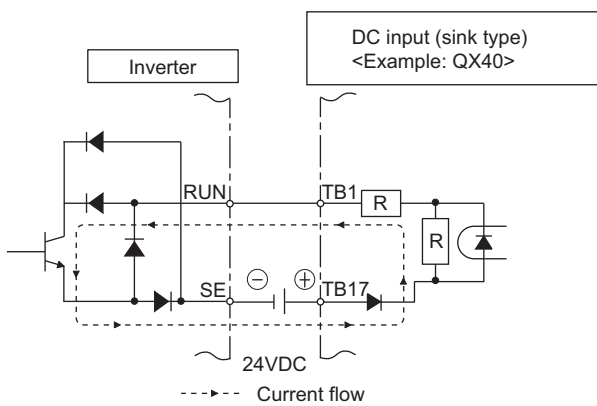 DC input (sink type)
<Example: QX40>
Inverter
RUN
TB1
R
R
SE
−
+
TB17
24VDC
Current flow